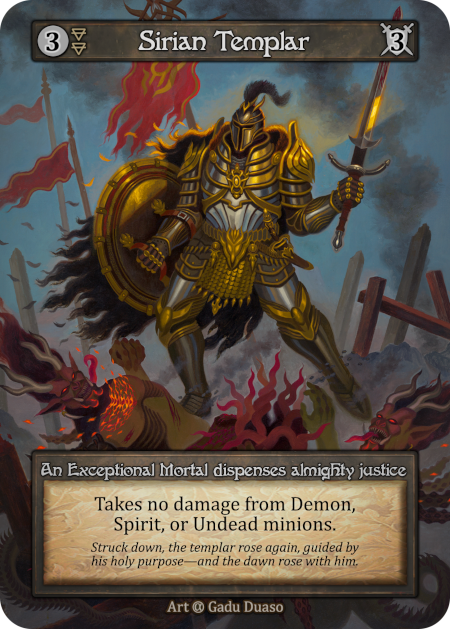 3 Sirian Templar 3
An Exceptional Mortal dispenses almighty justice
Takes no damage from Demon,
Spirit, or Undead minions.
Struck down, the templar rose again, guided by
his holy purpose—and the dawn rose with him.
Art @ Gadu Duaso